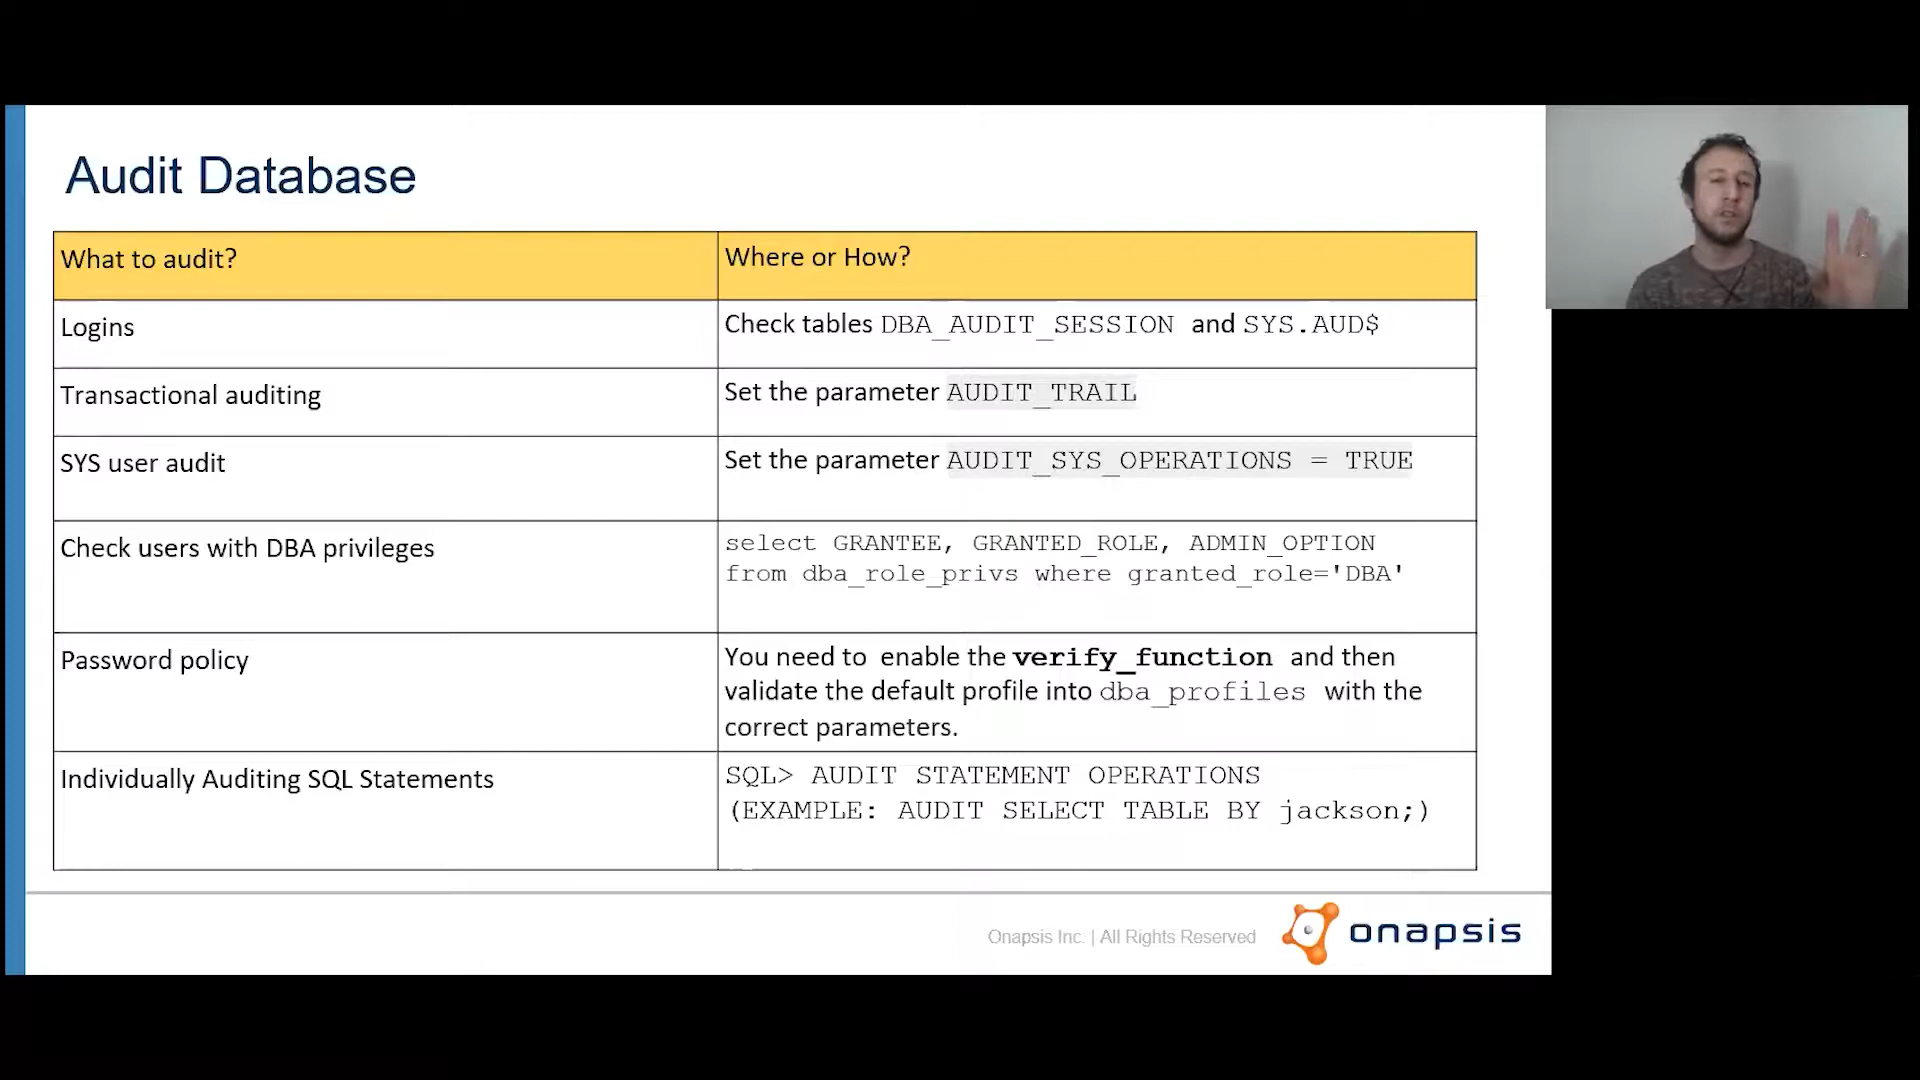 Audit Database
What to audit?
Where or How?
Logins
Check tables DBA_AUDIT_SESSION and SYS.AUD$
Transactional auditing
Set the parameter AUDIT_TRAIL
SYS user audit
Set the parameter AUDIT_SYS_OPERATIONS = TRUE
Check users with DBA privileges
select GRANTEE, GRANTED_ROLE, ADMIN_OPTION
from dba_role_privs where granted_role='DBA'
Password policy
You need to enable the verify_function and then
validate the default profile into dba_profiles with the
correct parameters.
Individually Auditing SQL Statements
SQL> AUDIT STATEMENT OPERATIONS
(EXAMPLE: AUDIT SELECT TABLE BY jackson;)
Onapsis Inc. | All Rights Reserved
onapsis